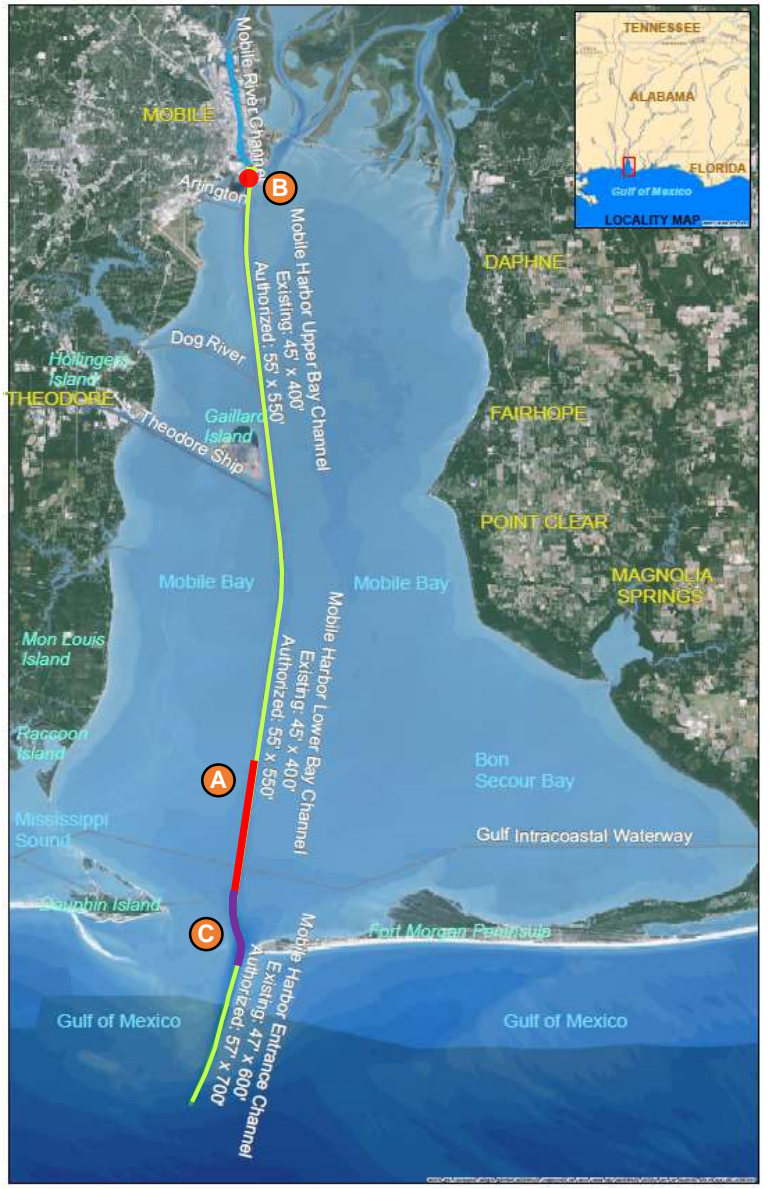 TENNESSEE
ALABAMA
FLORIDA
Gulf of Mexico
LOCALITY MAP
Mobile River Channel
MOBILE
B
Arlington
Mobile Harbor Upper Bay Channel
Existing: 45' x 400'
Authorized: 55' x 550'
DAPHNE
Dog River
Hollingers
Island
THEODORE
Theodore Ship
Gaillard
Island
FAIRHOPE
POINT CLEAR
Mobile Bay
Mobile Bay
MAGNOLIA
SPRINGS
Mobile Harbor Lower Bay Channel
Existing: 45' x 400'
Authorized: 55' x 550'
Mon Louis
Island
Raccoon
Island
A
Bon
Secour Bay
Mississippi
Sound
Gulf Intracoastal Waterway
Dauphin Island
C
Fort Morgan Peninsula
Mobile Harbor Entrance Channel
Existing: 47' x 600'
Authorized: 57' x 700'
Gulf of Mexico
Gulf of Mexico